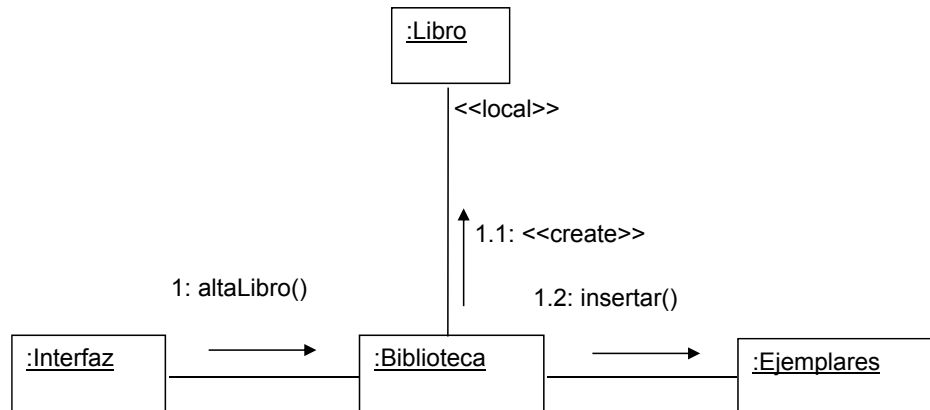 :Libro
<<local>>
1.1: <<create>>
1: altaLibro()
1.2: insertar()
:Interfaz
:Biblioteca
:Ejemplares